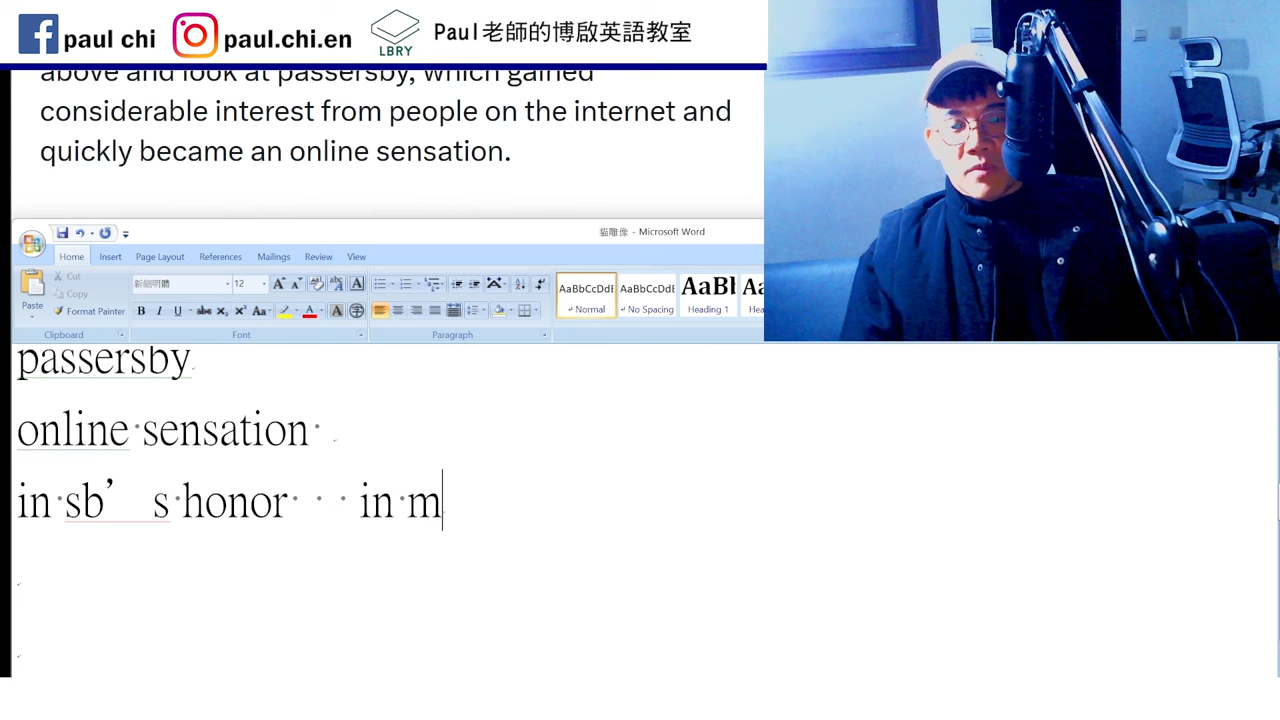 paul chi paul.chi.en LBRY Paul老師的博啟英語教室
above and look at passersby, which gained
considerable interest from people on the internet and
quickly became an online sensation.
貓雕像 - Microsoft Word
Home Insert Page Layout References Mailings Review View
Paste Cut Copy Format Painter
新細明體 12
AaBbCcDdE AaBbCcDdE AaBb Aa
Normal No Spacing Heading 1 Hea
Clipboard Font Paragraph
passersby
online sensation
in sb’s honor in m